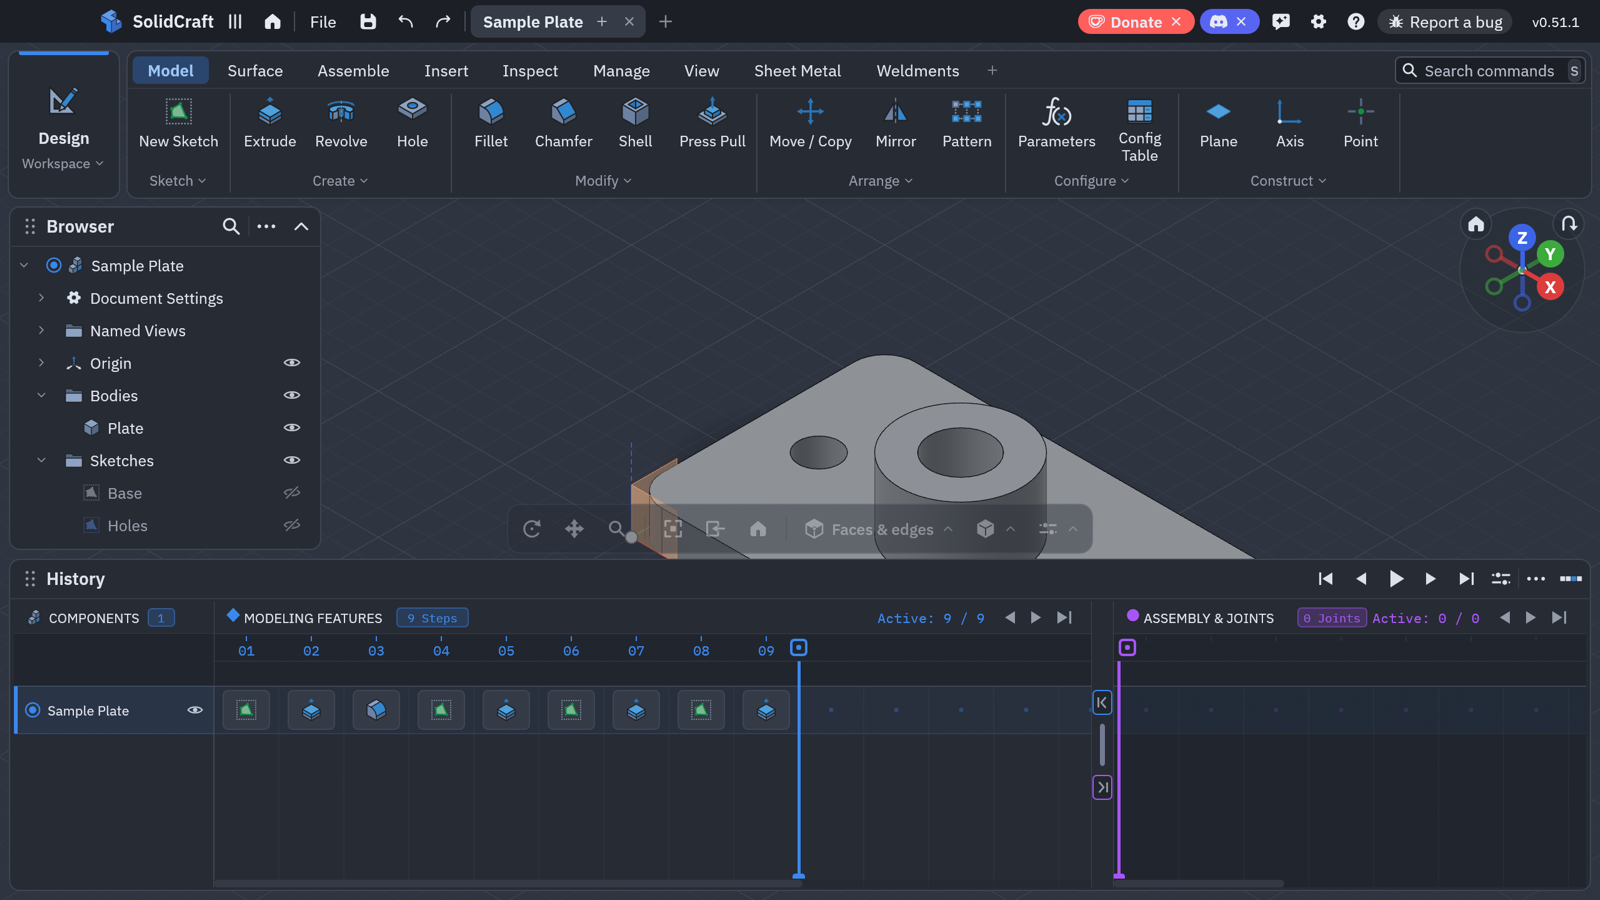 SolidCraft
File
Sample Plate
Donate
Report a bug
v0.51.1
Design
Workspace
Model
Surface
Assemble
Insert
Inspect
Manage
View
Sheet Metal
Weldments
Search commands
S
New Sketch
Extrude
Revolve
Hole
Fillet
Chamfer
Shell
Press Pull
Move / Copy
Mirror
Pattern
Parameters
Config
Table
Plane
Axis
Point
Sketch
Create
Modify
Arrange
Configure
Construct
Browser
Sample Plate
Document Settings
Named Views
Origin
Bodies
Plate
Sketches
Base
Holes
Z
Y
X
Faces & edges
History
COMPONENTS 1
MODELING FEATURES 9 Steps
Active: 9 / 9
ASSEMBLY & JOINTS 0 Joints Active: 0 / 0
01 02 03 04 05 06 07 08 09
Sample Plate